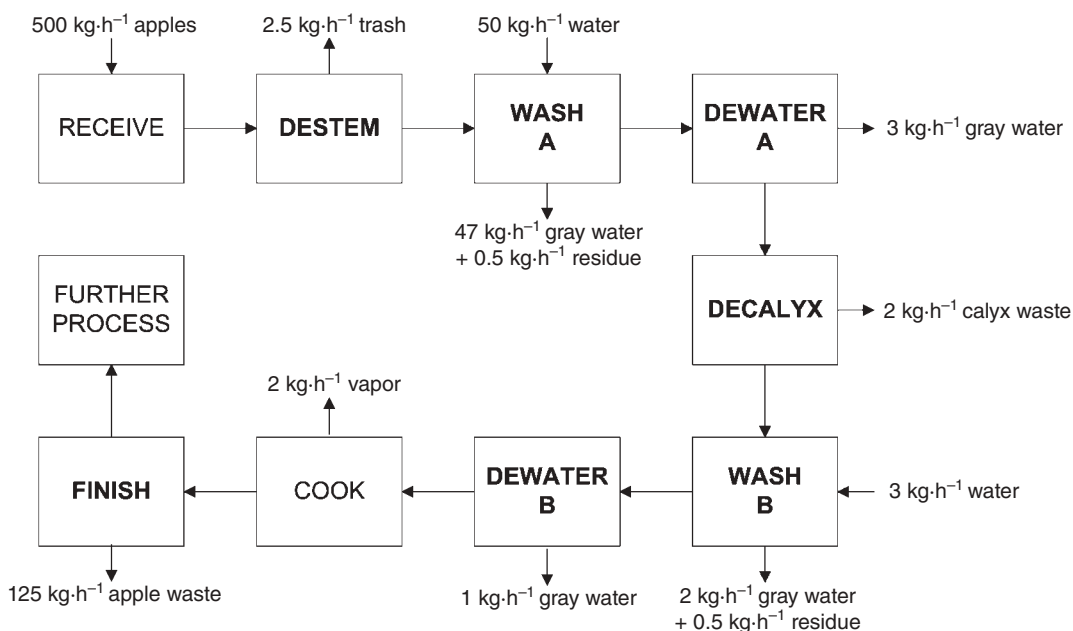 500 kg·h⁻¹ apples
2.5 kg·h⁻¹ trash
50 kg·h⁻¹ water
RECEIVE
DESTEM
WASH
A
DEWATER
A
3 kg·h⁻¹ gray water
47 kg·h⁻¹ gray water
+ 0.5 kg·h⁻¹ residue
FURTHER
PROCESS
DECALYX
2 kg·h⁻¹ calyx waste
2 kg·h⁻¹ vapor
FINISH
COOK
DEWATER
B
WASH
B
3 kg·h⁻¹ water
125 kg·h⁻¹ apple waste
1 kg·h⁻¹ gray water
2 kg·h⁻¹ gray water
+ 0.5 kg·h⁻¹ residue